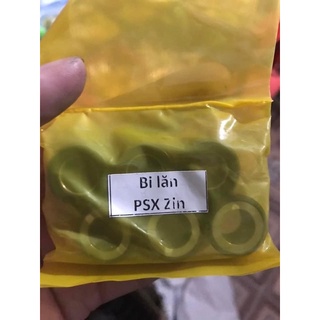 Bi lăn
PSX Zin